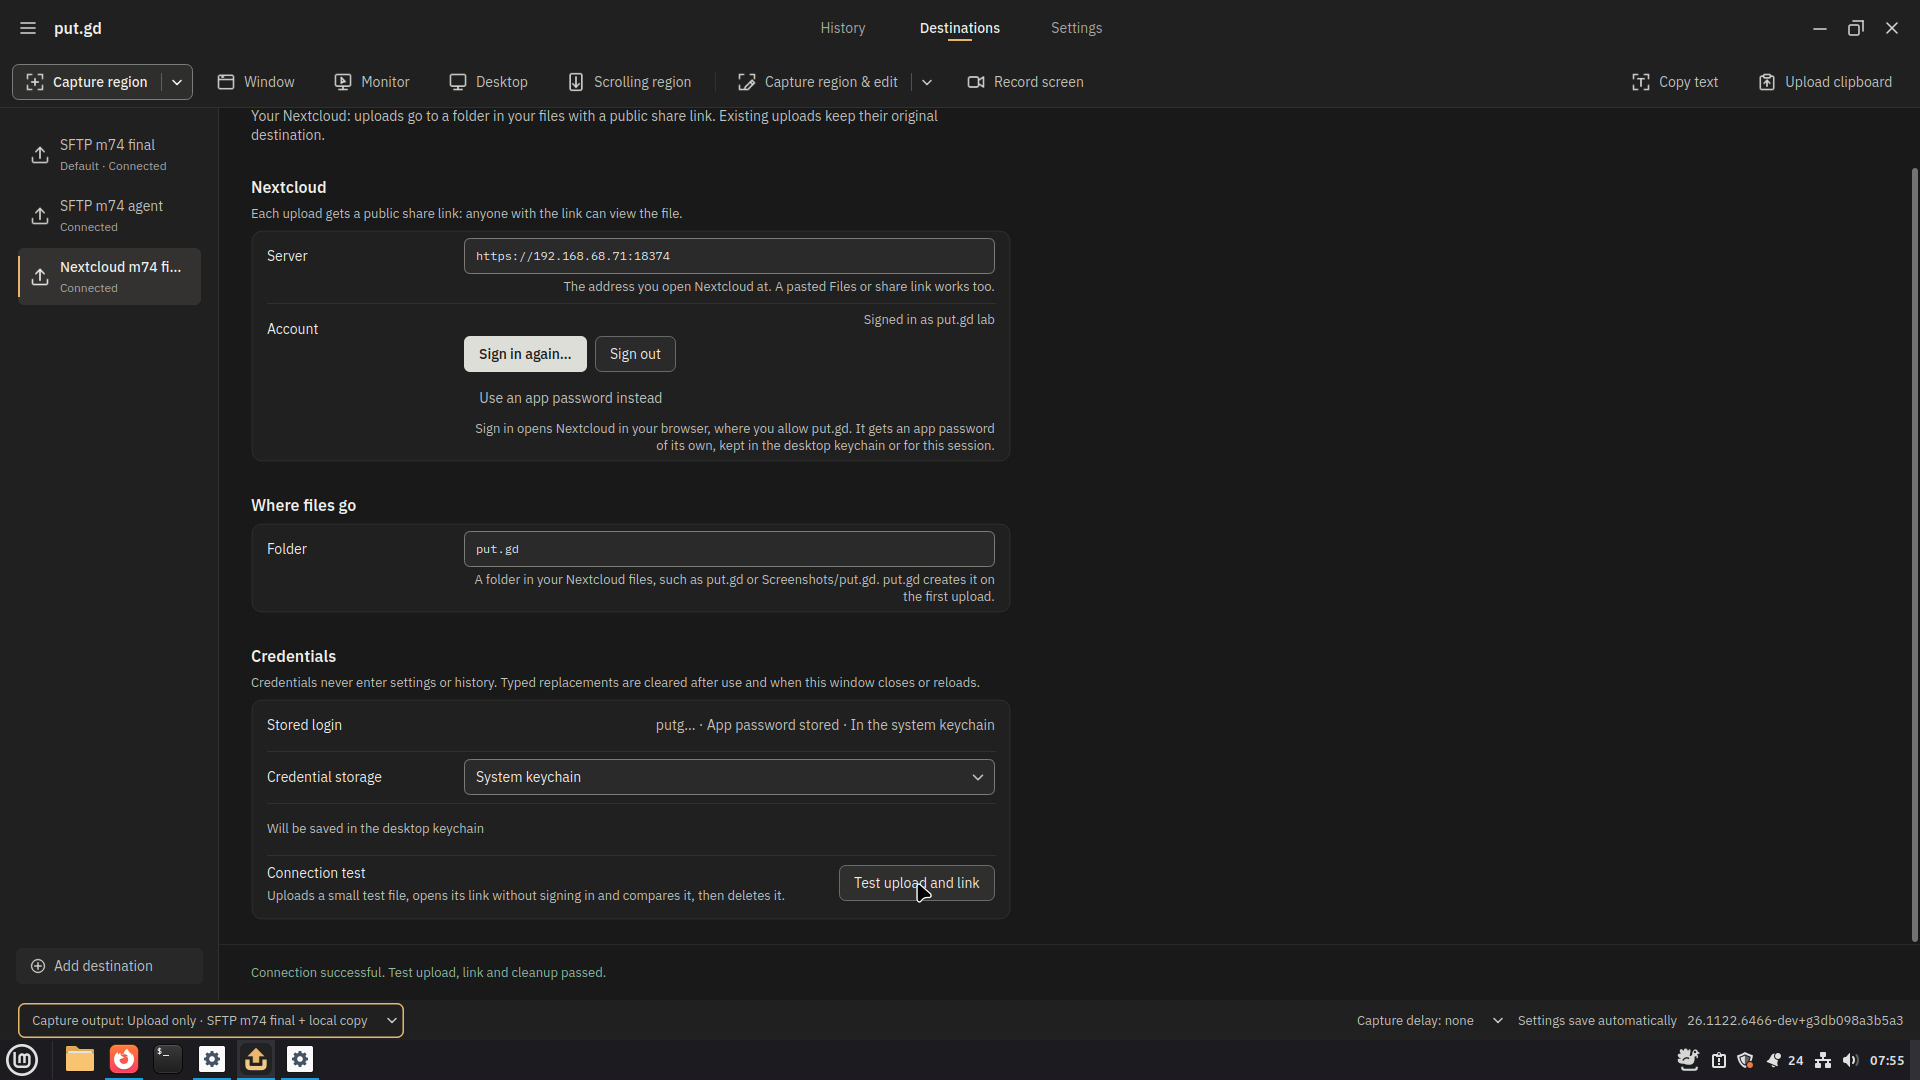 put.gd
History
Destinations
Settings
Capture region
Window
Monitor
Desktop
Scrolling region
Capture region & edit
Record screen
Copy text
Upload clipboard
SFTP m74 final
Default · Connected
SFTP m74 agent
Connected
Nextcloud m74 fi...
Connected
Add destination
Your Nextcloud: uploads go to a folder in your files with a public share link. Existing uploads keep their original
destination.
Nextcloud
Each upload gets a public share link: anyone with the link can view the file.
Server
https://192.168.68.71:18374
The address you open Nextcloud at. A pasted Files or share link works too.
Account
Signed in as put.gd lab
Sign in again...
Sign out
Use an app password instead
Sign in opens Nextcloud in your browser, where you allow put.gd. It gets an app password
of its own, kept in the desktop keychain or for this session.
Where files go
Folder
put.gd
A folder in your Nextcloud files, such as put.gd or Screenshots/put.gd. put.gd creates it on
the first upload.
Credentials
Credentials never enter settings or history. Typed replacements are cleared after use and when this window closes or reloads.
Stored login
putg... · App password stored · In the system keychain
Credential storage
System keychain
Will be saved in the desktop keychain
Connection test
Uploads a small test file, opens its link without signing in and compares it, then deletes it.
Test upload and link
Connection successful. Test upload, link and cleanup passed.
Capture output: Upload only · SFTP m74 final + local copy
Capture delay: none
Settings save automatically
26.1122.6466-dev+g3db098a3b5a3
24
07:55